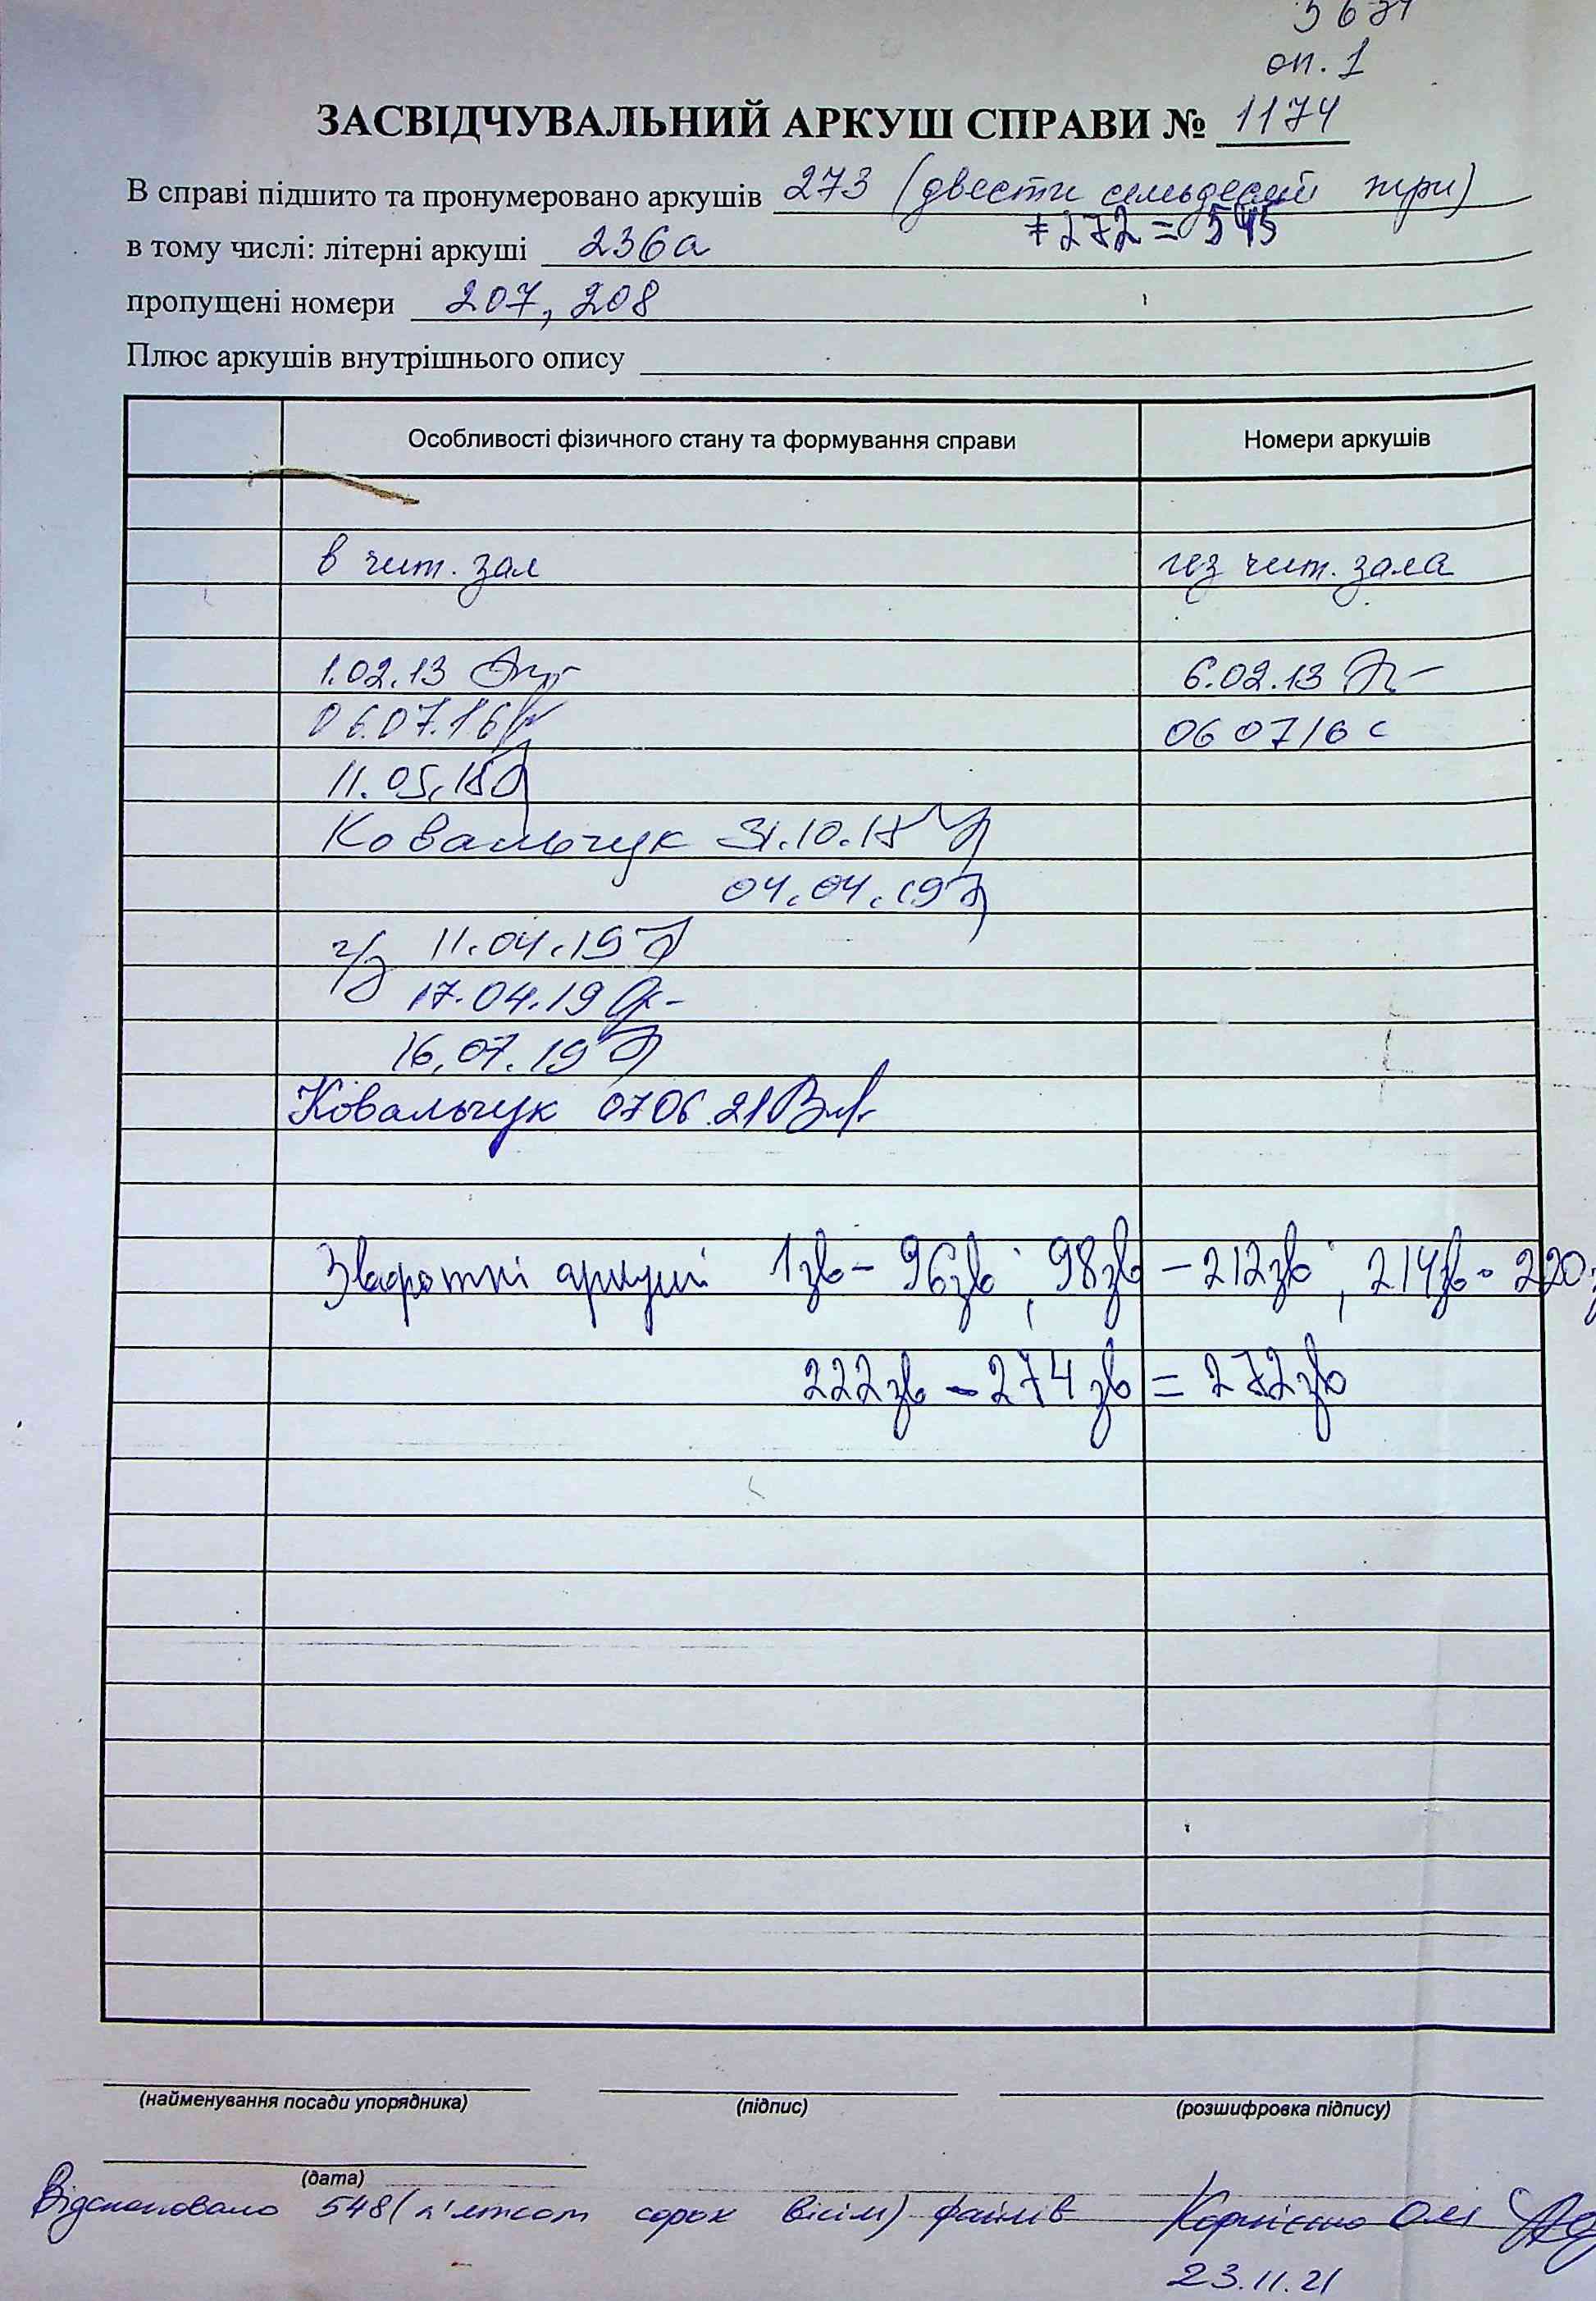 оп. 1
ЗАСВІДЧУВАЛЬНИЙ АРКУШ СПРАВИ № 1174
В справі підшито та пронумеровано аркушів 273 (двести семьдесят три)
+272 = 545
в тому числі: літерні аркуші 236а
пропущені номери 207, 208
Плюс аркушів внутрішнього опису
Особливості фізичного стану та формування справи Номери аркушів
в чит. зал из чит. зала
1.02.13 6.02.13
06.07.16 06 07 16
11.05.18
Ковальчук 31.10.18
04.04.19
ч/з 11.04.19
17.04.19
16.07.19
Ковальчук 07 06.21
Зворотні аркуші 1зв - 96зв; 98зв - 212зв; 214зв - 220
222зв - 274зв = 272зв
(найменування посади упорядника) (підпис) (розшифровка підпису)
(дата)
Відскановано 548 (п'ятсот сорок вісім) файлів Корнієнко
23.11.21